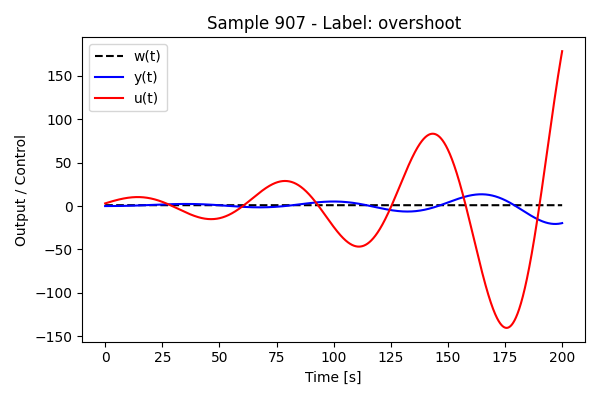 Sample 907 - Label: overshoot
w(t)
y(t)
u(t)
Output / Control
150
100
50
0
−50
−100
−150
0 25 50 75 100 125 150 175 200
Time [s]